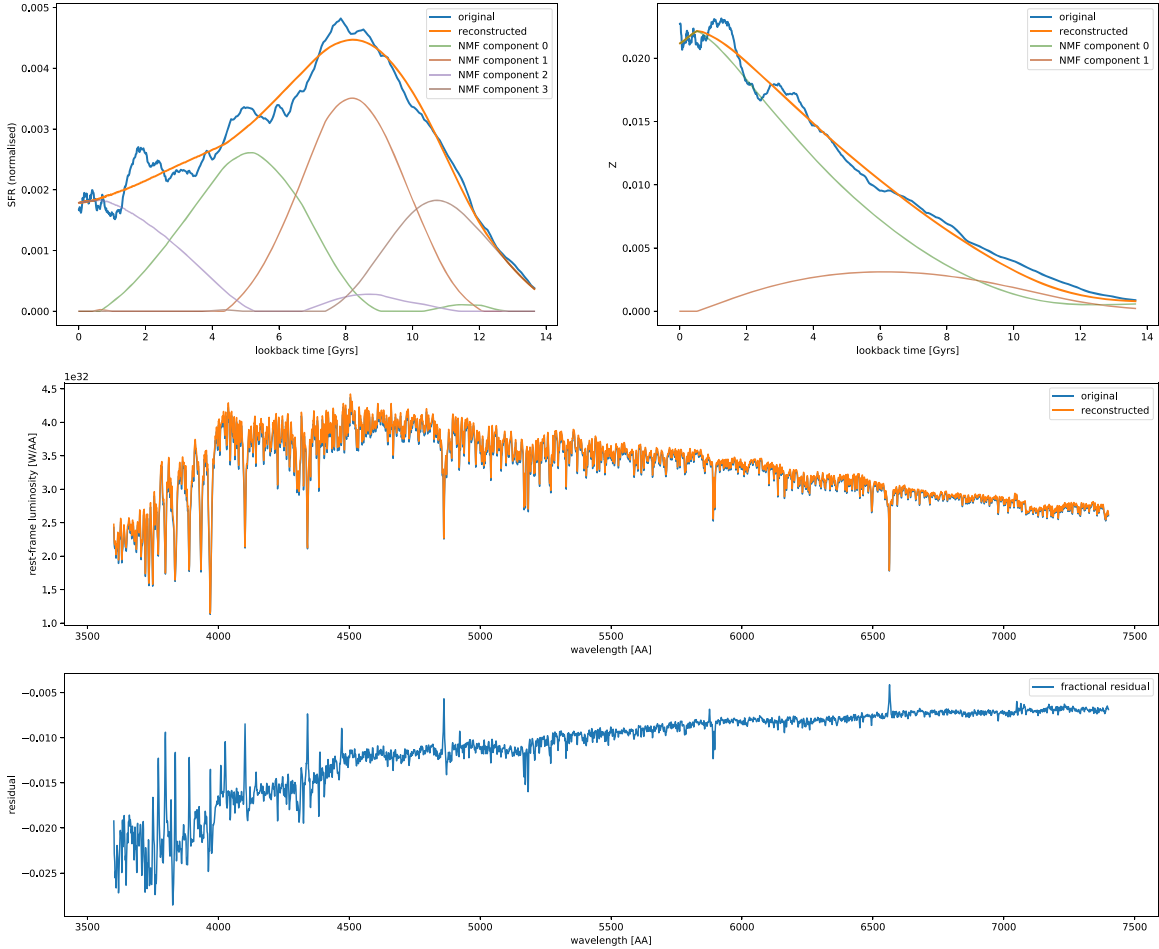 0.005
0.004
0.003
0.002
0.001
0.000
SFR (normalised)
original
reconstructed
NMF component 0
NMF component 1
NMF component 2
NMF component 3
0 2 4 6 8 10 12 14
lookback time [Gyrs]
0.020
0.015
0.010
0.005
0.000
Z
original
reconstructed
NMF component 0
NMF component 1
0 2 4 6 8 10 12 14
lookback time [Gyrs]
1e32
4.5
4.0
3.5
3.0
2.5
2.0
1.5
1.0
rest-frame luminosity [W/AA]
original
reconstructed
3500 4000 4500 5000 5500 6000 6500 7000 7500
wavelength [AA]
−0.005
−0.010
−0.015
−0.020
−0.025
residual
fractional residual
3500 4000 4500 5000 5500 6000 6500 7000 7500
wavelength [AA]